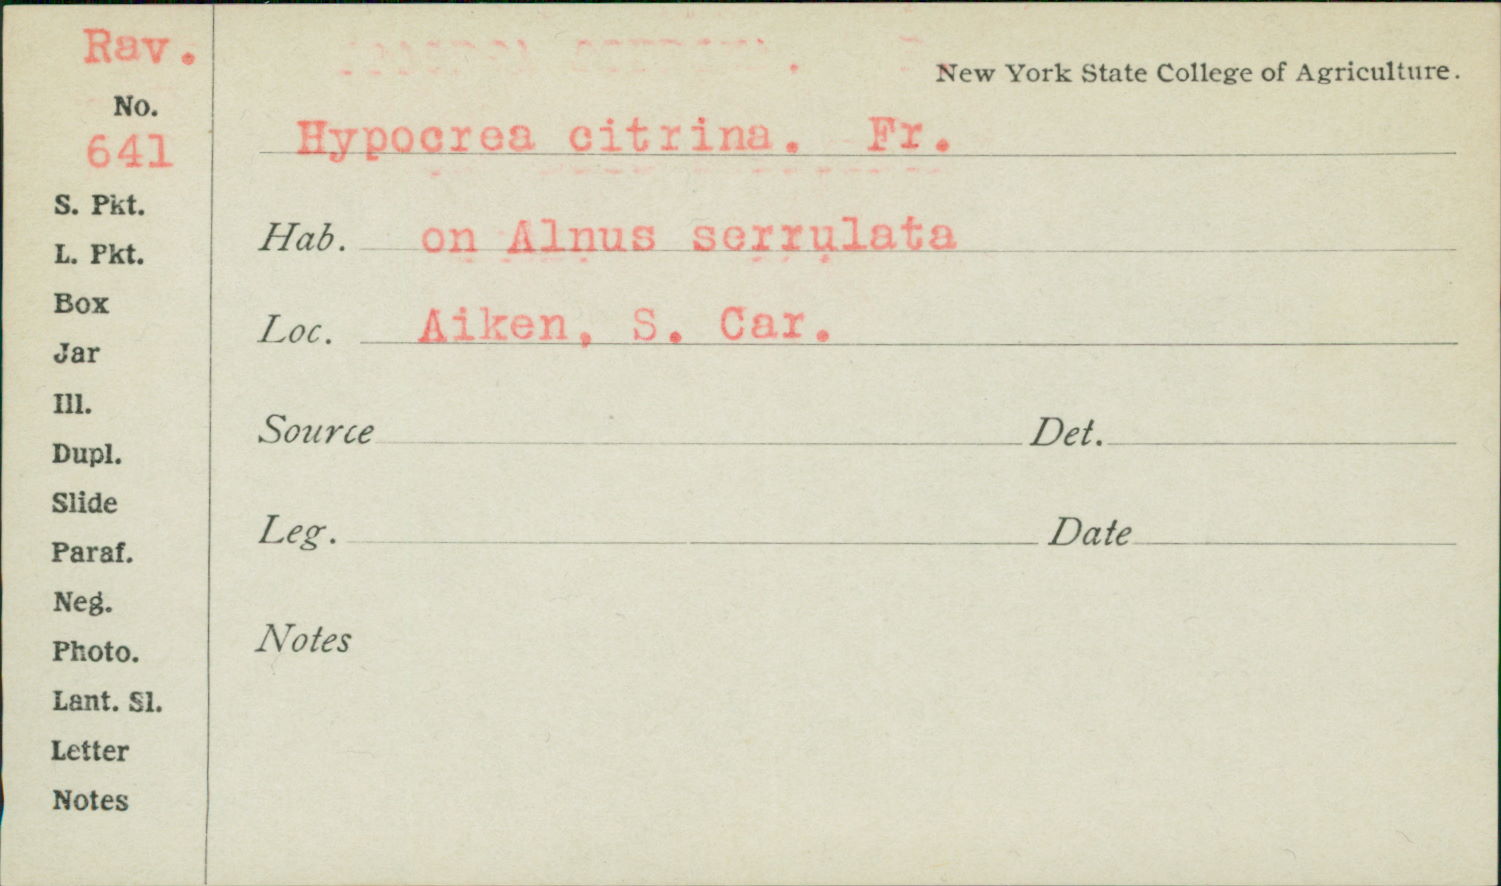 Rav.
No.
641
S. Pkt.
L. Pkt.
Box
Jar
Ill.
Dupl.
Slide
Paraf.
Neg.
Photo.
Lant. Sl.
Letter
Notes
New York State College of Agriculture.
Hypocrea citrina. Fr.
Hab. on Alnus serrulata
Loc. Aiken, S. Car.
Source Det.
Leg. Date
Notes